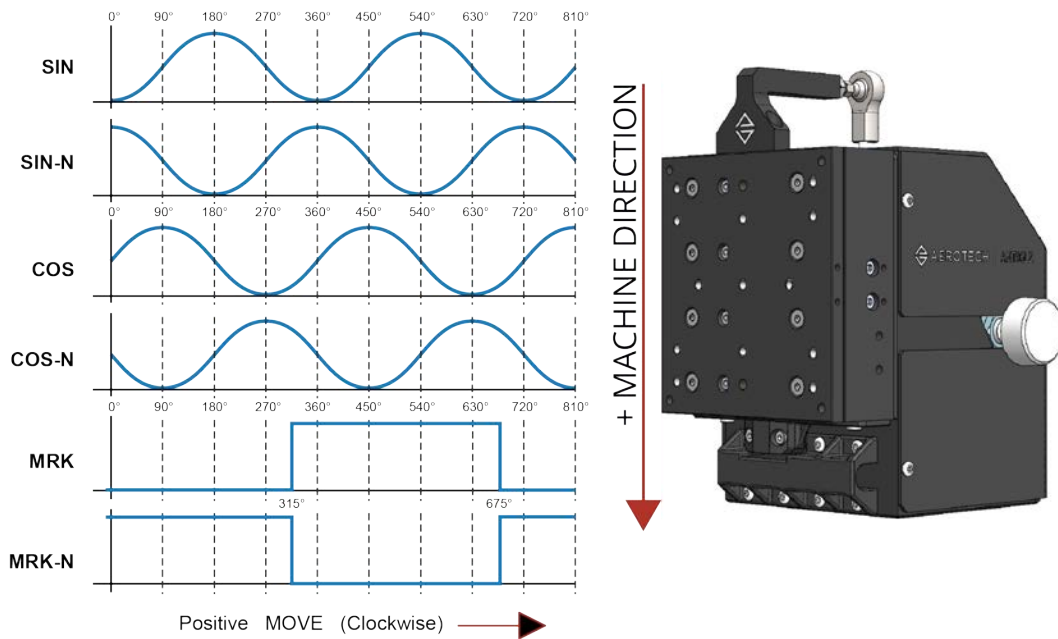 0° 90° 180° 270° 360° 450° 540° 630° 720° 810°
SIN
SIN-N
0° 90° 180° 270° 360° 450° 540° 630° 720° 810°
COS
COS-N
0° 90° 180° 270° 360° 450° 540° 630° 720° 810°
MRK
315° 675°
MRK-N
Positive MOVE (Clockwise)
+ MACHINE DIRECTION
AEROTECH